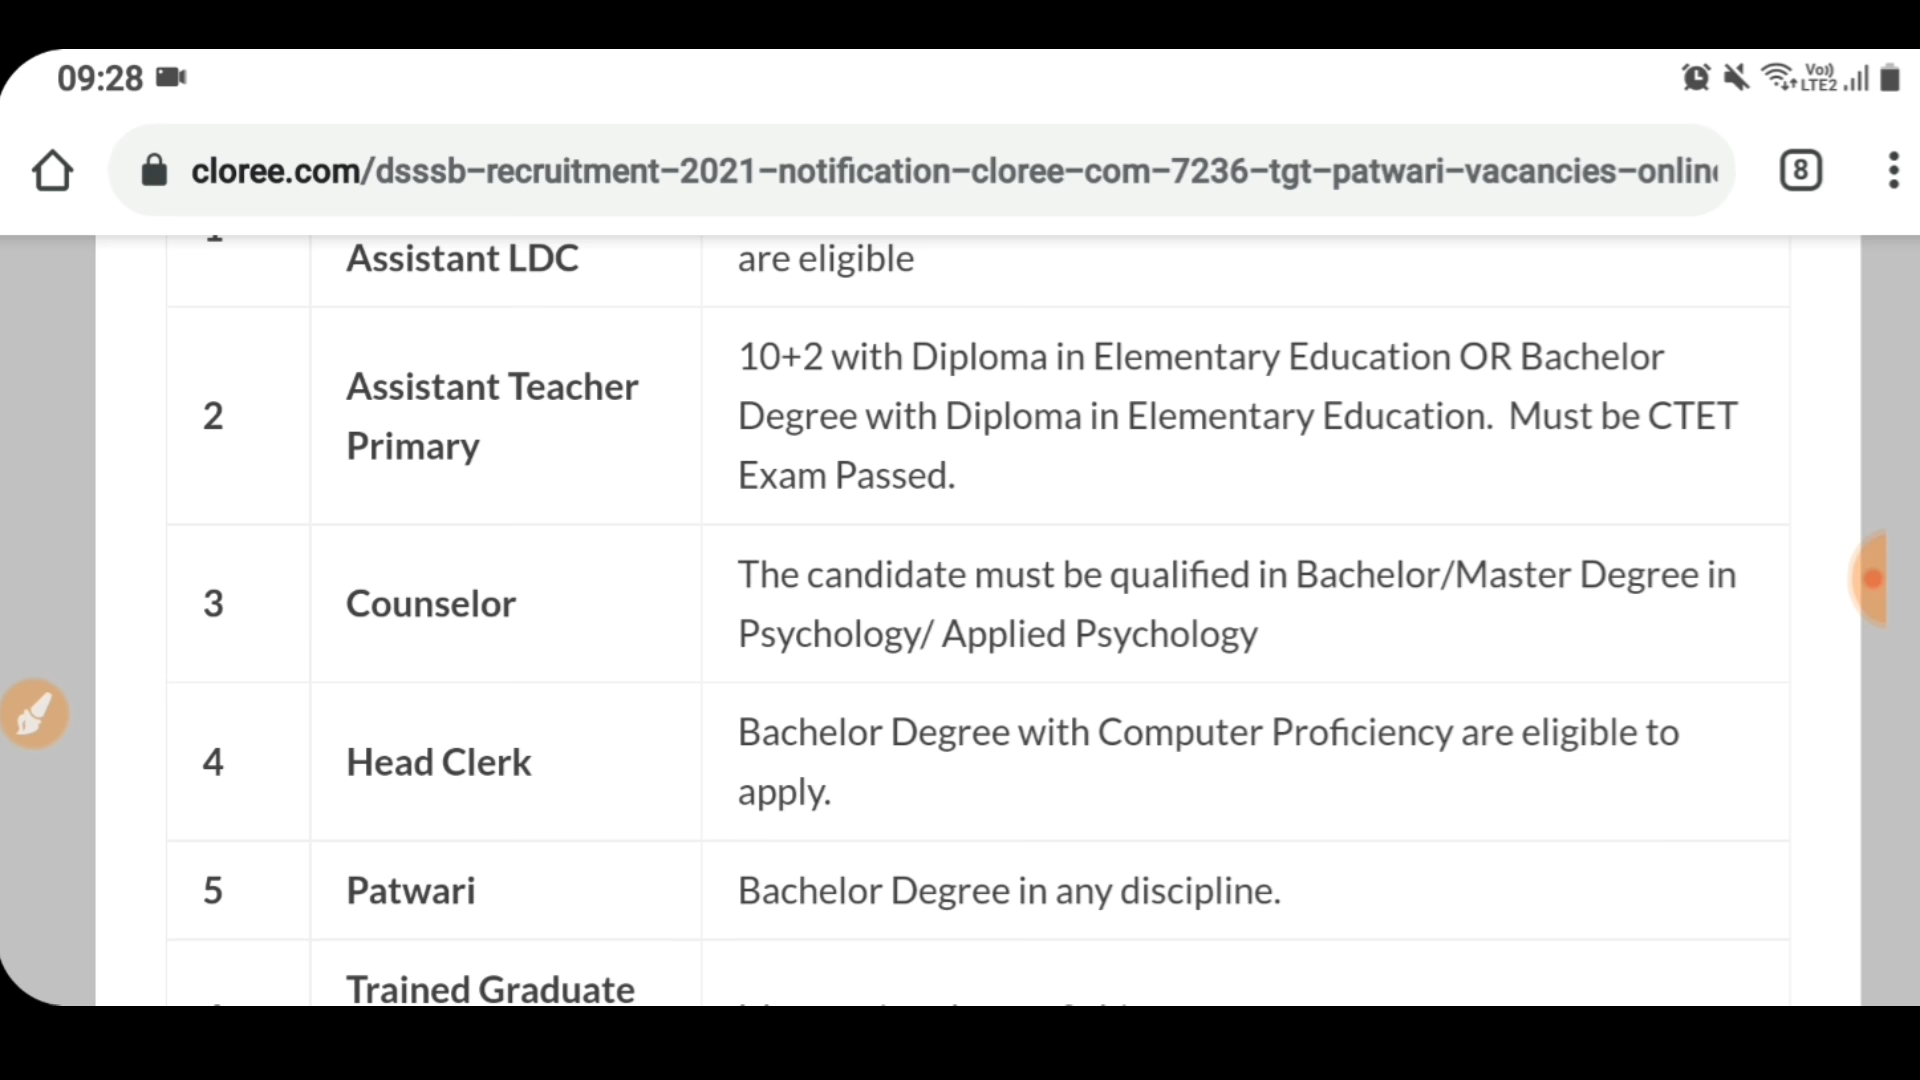 09:28
Vo))
LTE2
cloree.com/dsssb-recruitment-2021-notification-cloree-com-7236-tgt-patwari-vacancies-online
8
Assistant LDC
are eligible
2
Assistant Teacher
Primary
10+2 with Diploma in Elementary Education OR Bachelor
Degree with Diploma in Elementary Education. Must be CTET
Exam Passed.
3
Counselor
The candidate must be qualified in Bachelor/Master Degree in
Psychology/ Applied Psychology
4
Head Clerk
Bachelor Degree with Computer Proficiency are eligible to
apply.
5
Patwari
Bachelor Degree in any discipline.
Trained Graduate